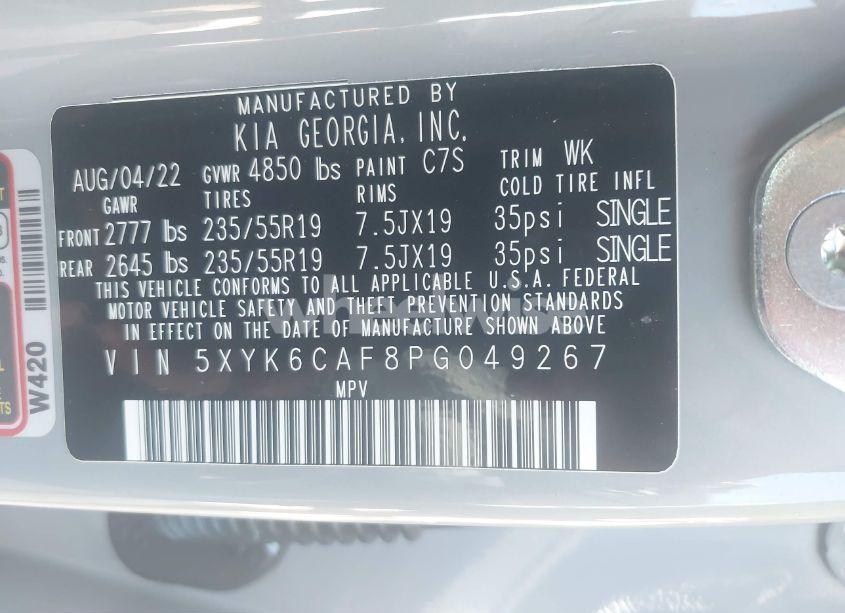 MANUFACTURED BY
KIA GEORGIA, INC.
AUG/04/22 GVWR 4850 lbs PAINT C7S TRIM WK
GAWR TIRES RIMS COLD TIRE INFL
FRONT 2777 lbs 235/55R19 7.5JX19 35psi SINGLE
REAR 2645 lbs 235/55R19 7.5JX19 35psi SINGLE
THIS VEHICLE CONFORMS TO ALL APPLICABLE U.S.A. FEDERAL
MOTOR VEHICLE SAFETY AND THEFT PREVENTION STANDARDS
IN EFFECT ON THE DATE OF MANUFACTURE SHOWN ABOVE
VIN 5XYK6CAF8PG049267
MPV
W420